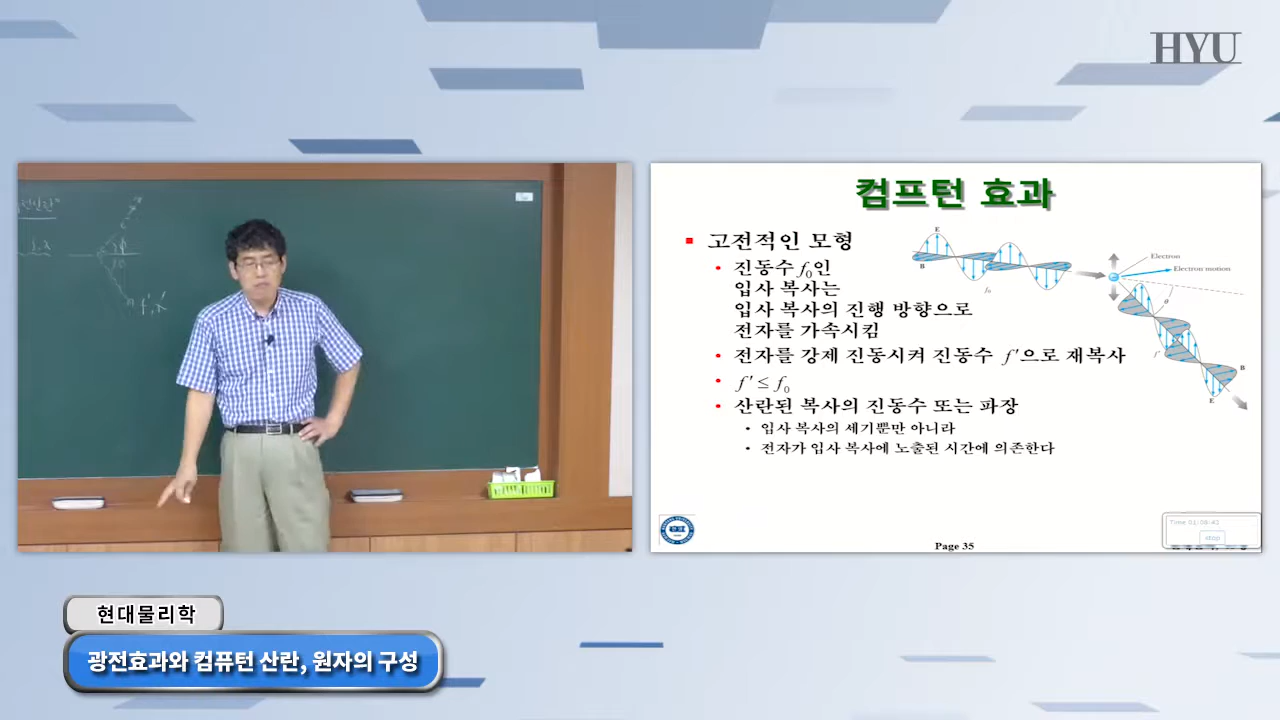 HYU
컴프턴 효과
고전적인 모형
진동수 f₀인
입사 복사는
입사 복사의 진행 방향으로
전자를 가속시킴
전자를 강제 진동시켜 진동수 f′으로 재복사
f′ ≤ f₀
산란된 복사의 진동수 또는 파장
입사 복사의 세기뿐만 아니라
전자가 입사 복사에 노출된 시간에 의존한다
E
B
f₀
Electron
Electron motion
θ
f′
B
E
Page 35
Time 01:09:42
stop
f′, λ′
현대물리학
광전효과와 컴퓨턴 산란, 원자의 구성